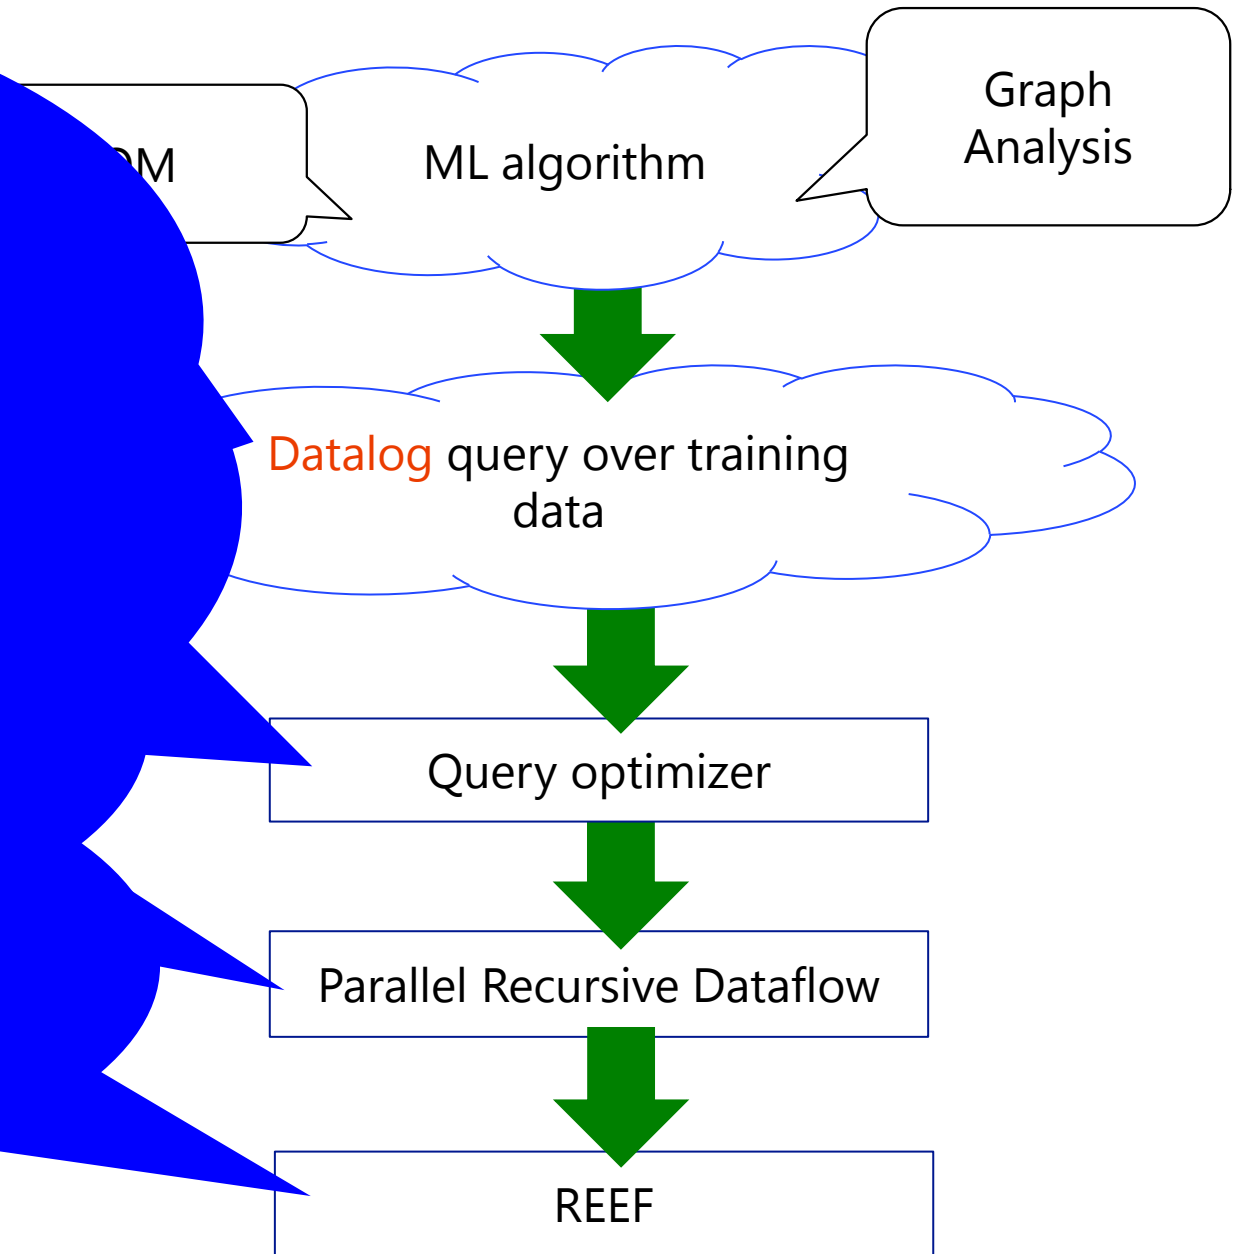 ML algorithm
Graph
Analysis
Datalog query over training
data
Query optimizer
Parallel Recursive Dataflow
REEF